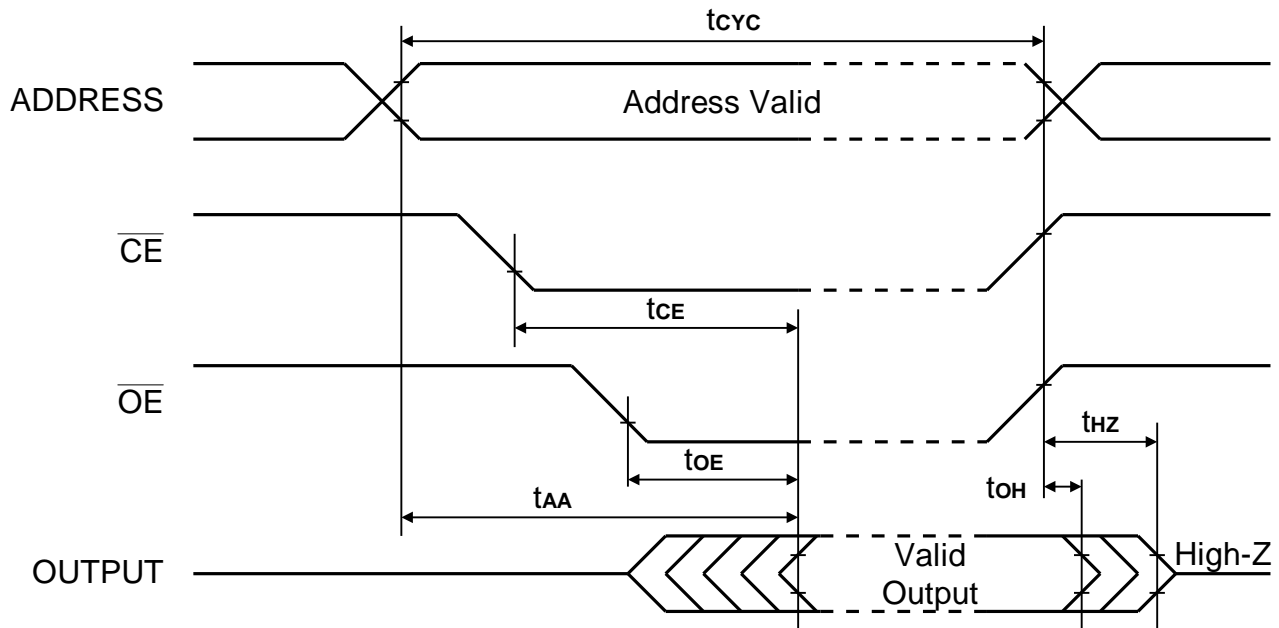 tCYC
ADDRESS
Address Valid
CE
tCE
OE
tHZ
tOE
tOH
tAA
OUTPUT
Valid
Output
High-Z